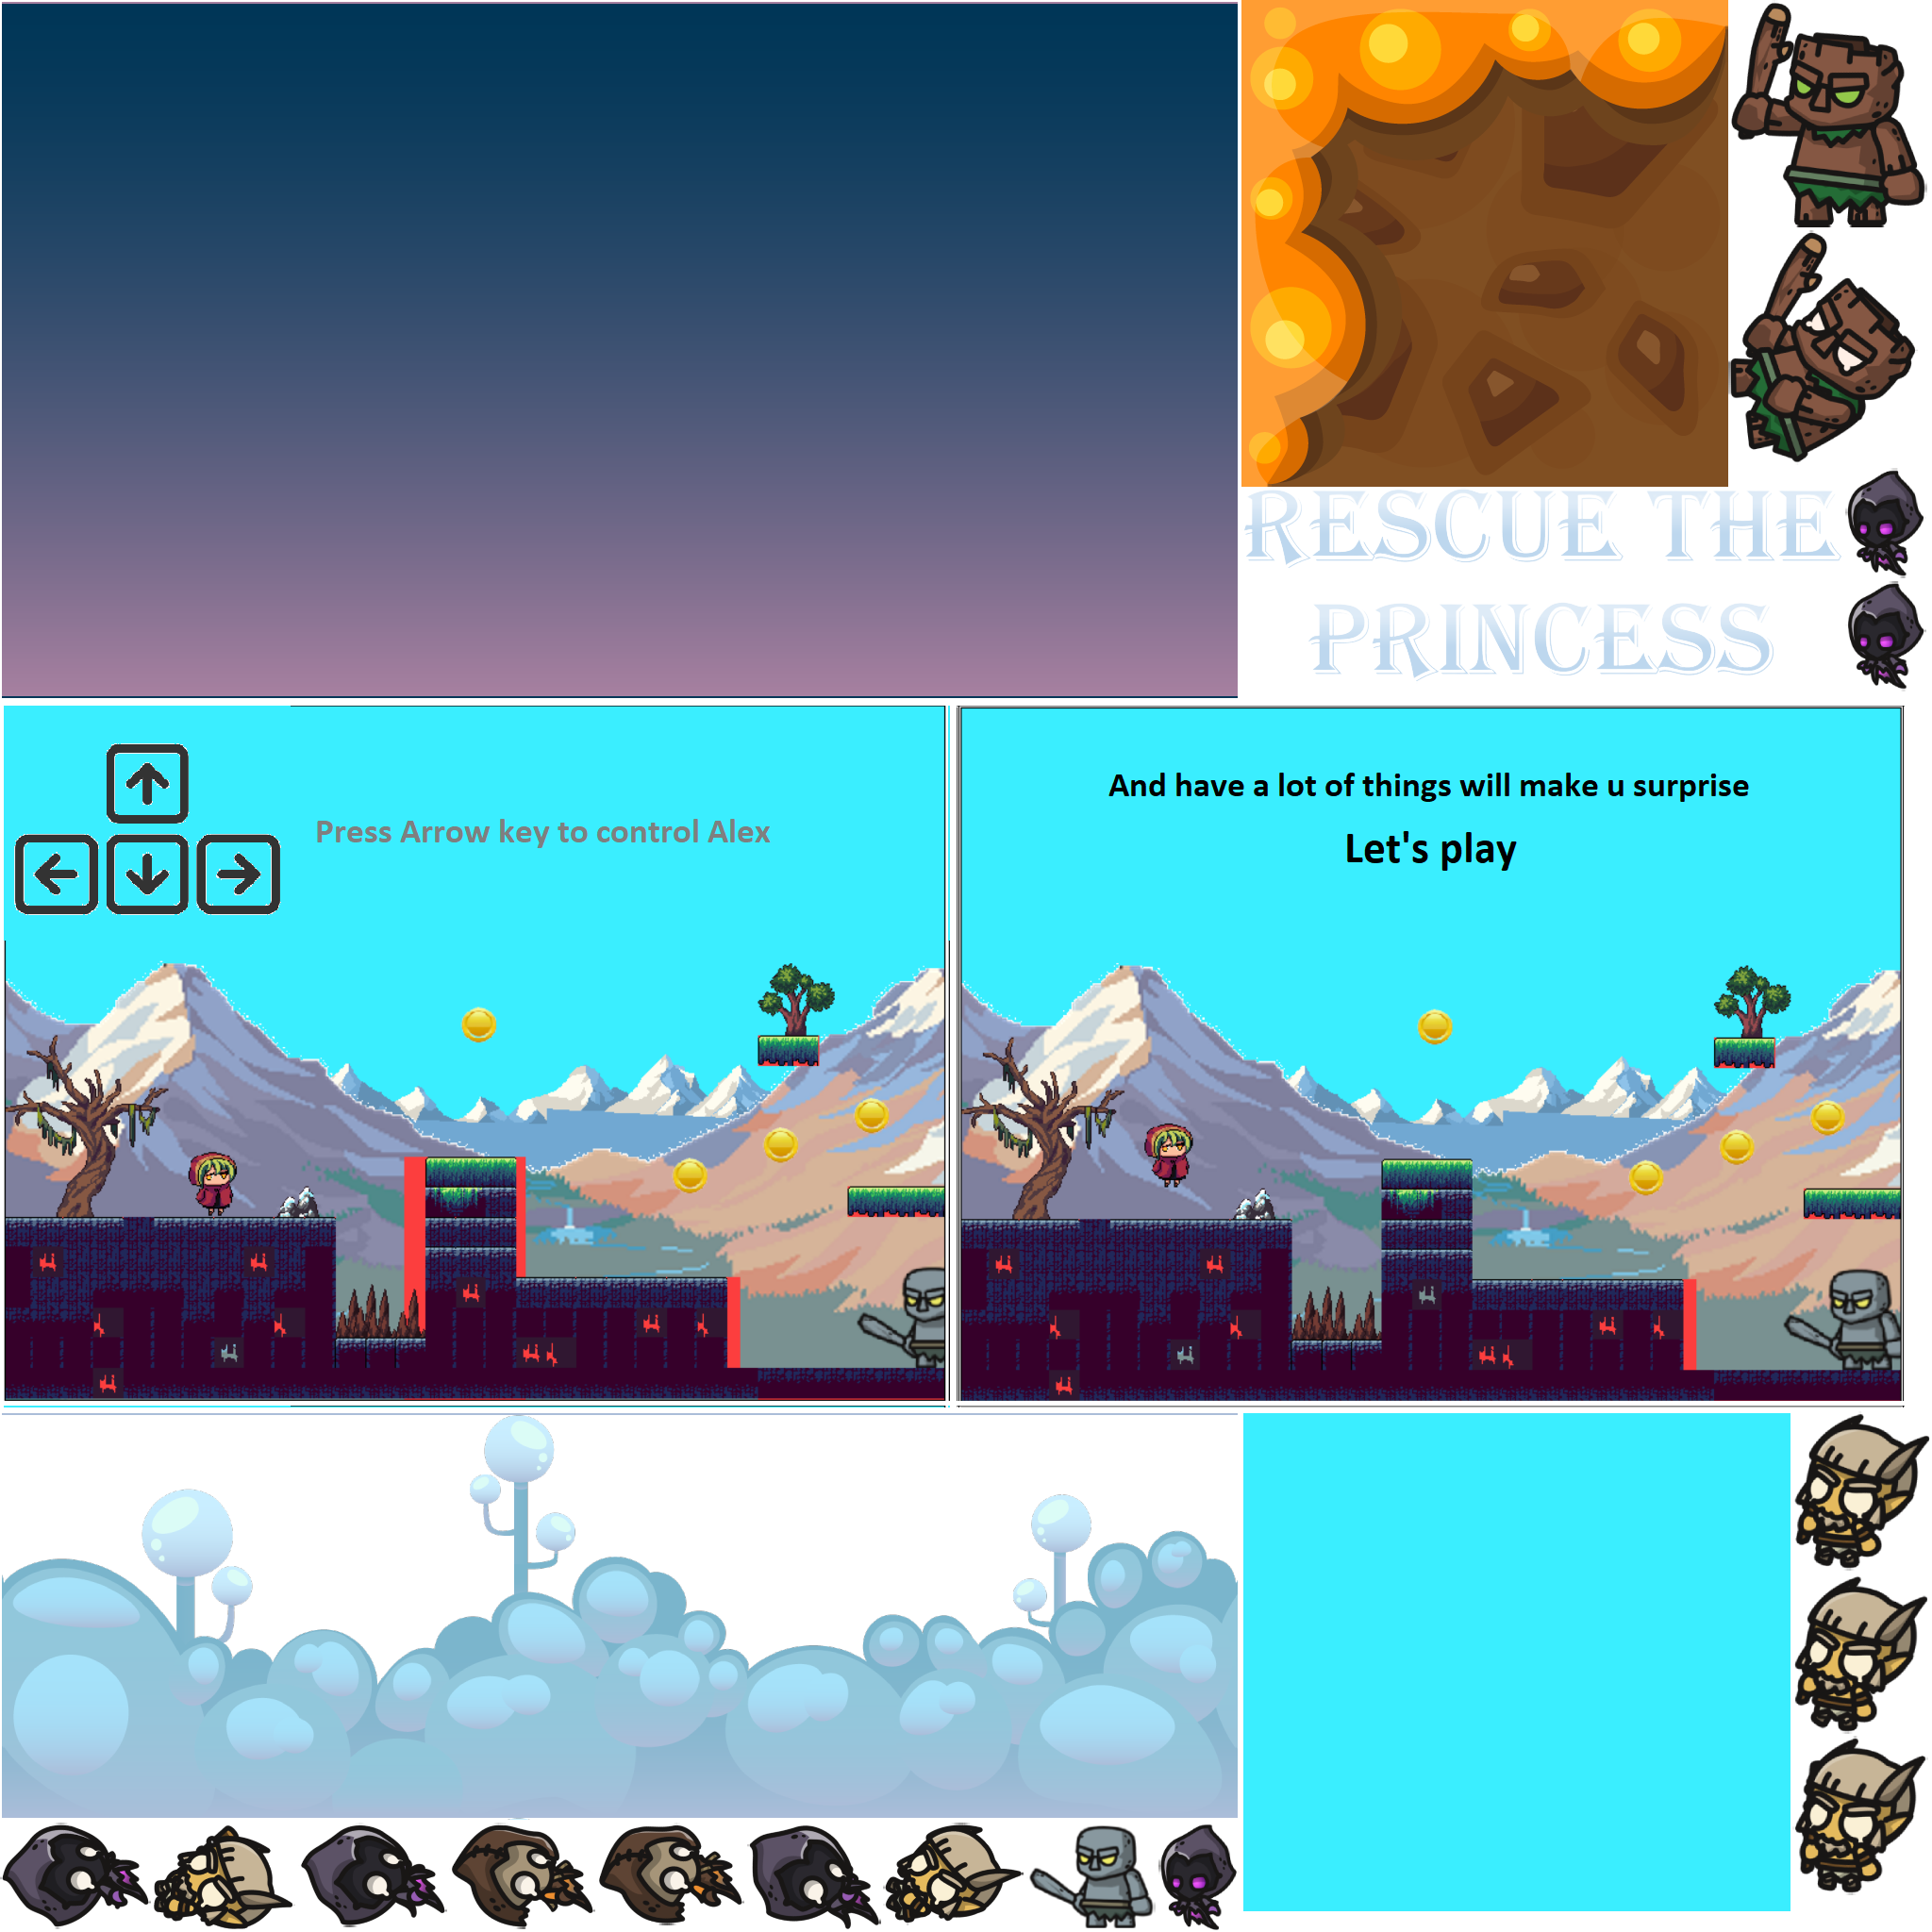 RESCUE THE
PRINCESS
Press Arrow key to control Alex
And have a lot of things will make u surprise
Let's play